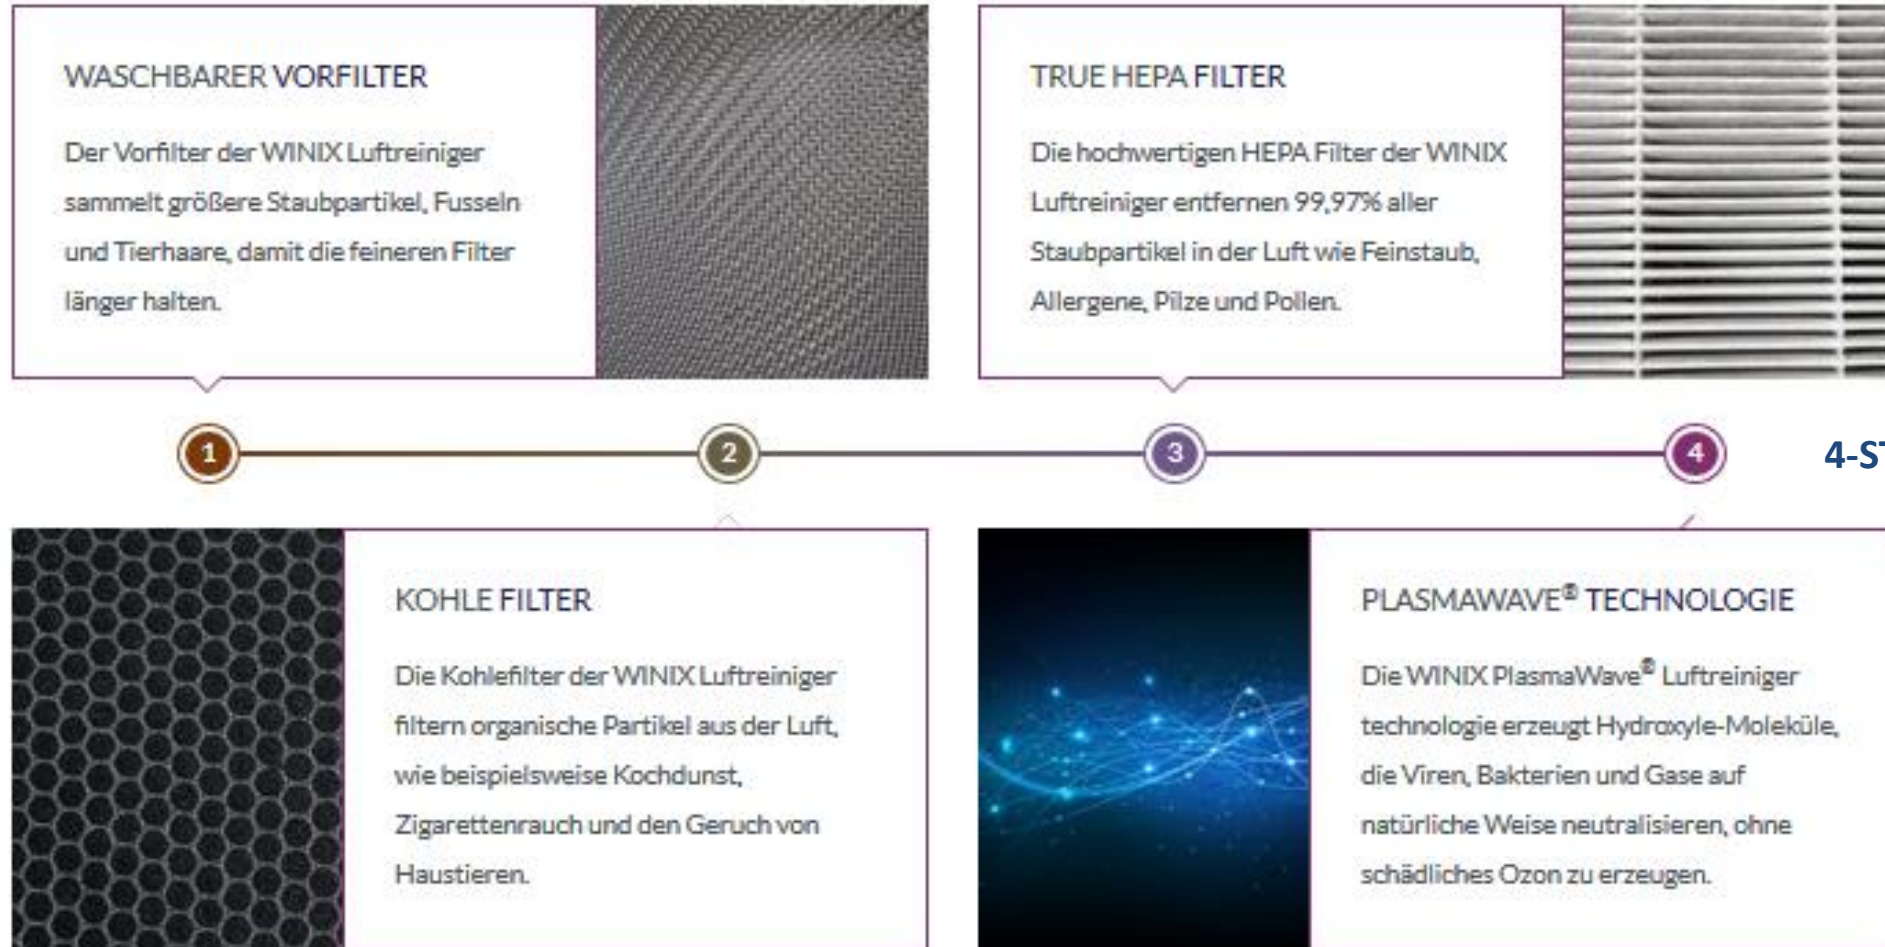 WASCHBARER VORFILTER
Der Vorfilter der WINIX Luftreiniger
sammelt größere Staubpartikel, Fusseln
und Tierhaare, damit die feineren Filter
länger halten.
TRUE HEPA FILTER
Die hochwertigen HEPA Filter der WINIX
Luftreiniger entfernen 99,97% aller
Staubpartikel in der Luft wie Feinstaub,
Allergene, Pilze und Pollen.
1
2
3
4
4-ST
KOHLE FILTER
Die Kohlefilter der WINIX Luftreiniger
filtern organische Partikel aus der Luft,
wie beispielsweise Kochdunst,
Zigarettenrauch und den Geruch von
Haustieren.
PLASMAWAVE® TECHNOLOGIE
Die WINIX PlasmaWave® Luftreiniger
technologie erzeugt Hydroxyle-Moleküle,
die Viren, Bakterien und Gase auf
natürliche Weise neutralisieren, ohne
schädliches Ozon zu erzeugen.